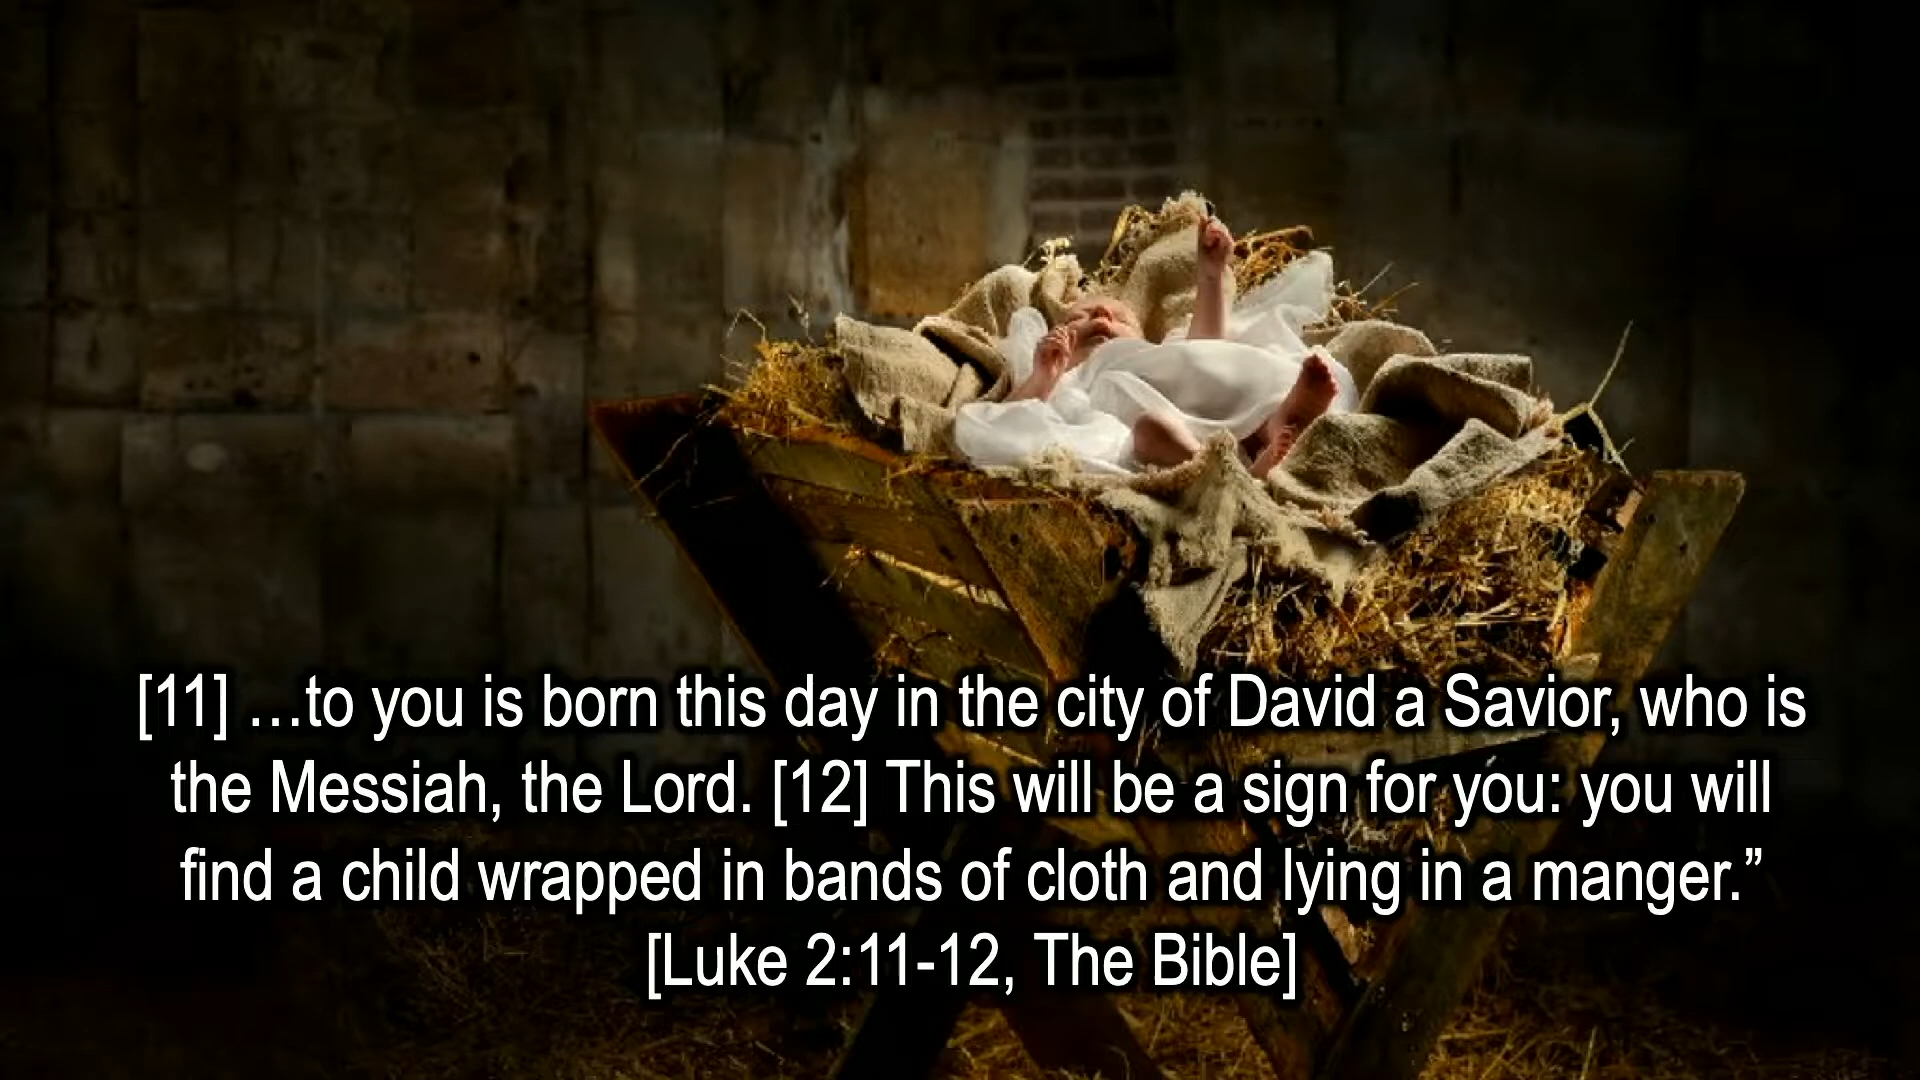 [11] …to you is born this day in the city of David a Savior, who is
the Messiah, the Lord. [12] This will be a sign for you: you will
find a child wrapped in bands of cloth and lying in a manger.”
[Luke 2:11-12, The Bible]